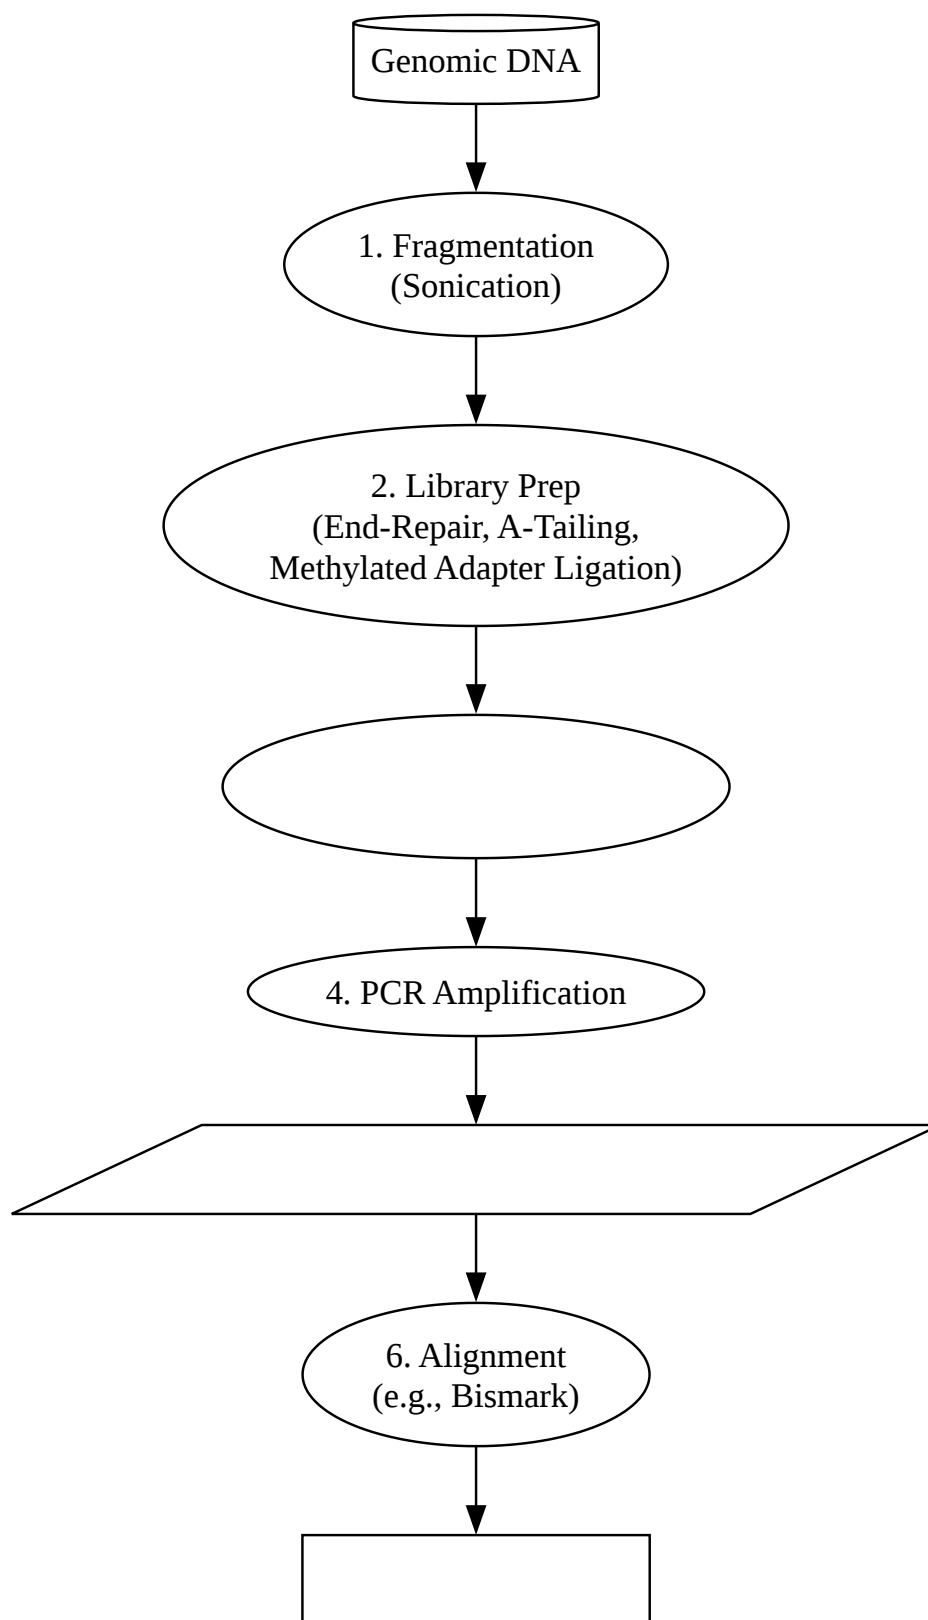 Genomic DNA
1. Fragmentation
(Sonication)
2. Library Prep
(End-Repair, A-Tailing,
Methylated Adapter Ligation)
4. PCR Amplification
6. Alignment
(e.g., Bismark)